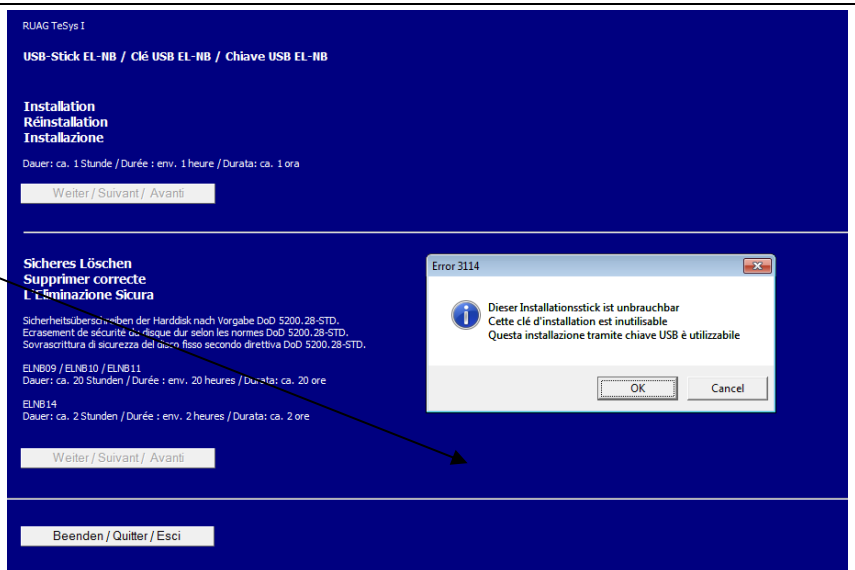 RUAG TeSys I
USB-Stick EL-NB / Clé USB EL-NB / Chiave USB EL-NB
Installation
Réinstallation
Installazione
Dauer: ca. 1 Stunde / Durée : env. 1 heure / Durata: ca. 1 ora
Weiter / Suivant / Avanti
Sicheres Löschen
Supprimer correcte
L'Eliminazione Sicura
Sicherheitsüberschreiben der Harddisk nach Vorgabe DoD 5200.28-STD.
Ecrasement de sécurité du disque dur selon les normes DoD 5200.28-STD.
Sovrascrittura di sicurezza del disco fisso secondo direttiva DoD 5200.28-STD.
ELNB09 / ELNB10 / ELNB11
Dauer: ca. 20 Stunden / Durée : env. 20 heures / Durata: ca. 20 ore
ELNB14
Dauer: ca. 2 Stunden / Durée : env. 2 heures / Durata: ca. 2 ore
Weiter / Suivant / Avanti
Beenden / Quitter / Esci
Error 3114
Dieser Installationsstick ist unbrauchbar
Cette clé d'installation est inutilisable
Questa installazione tramite chiave USB è utilizzabile
OK Cancel